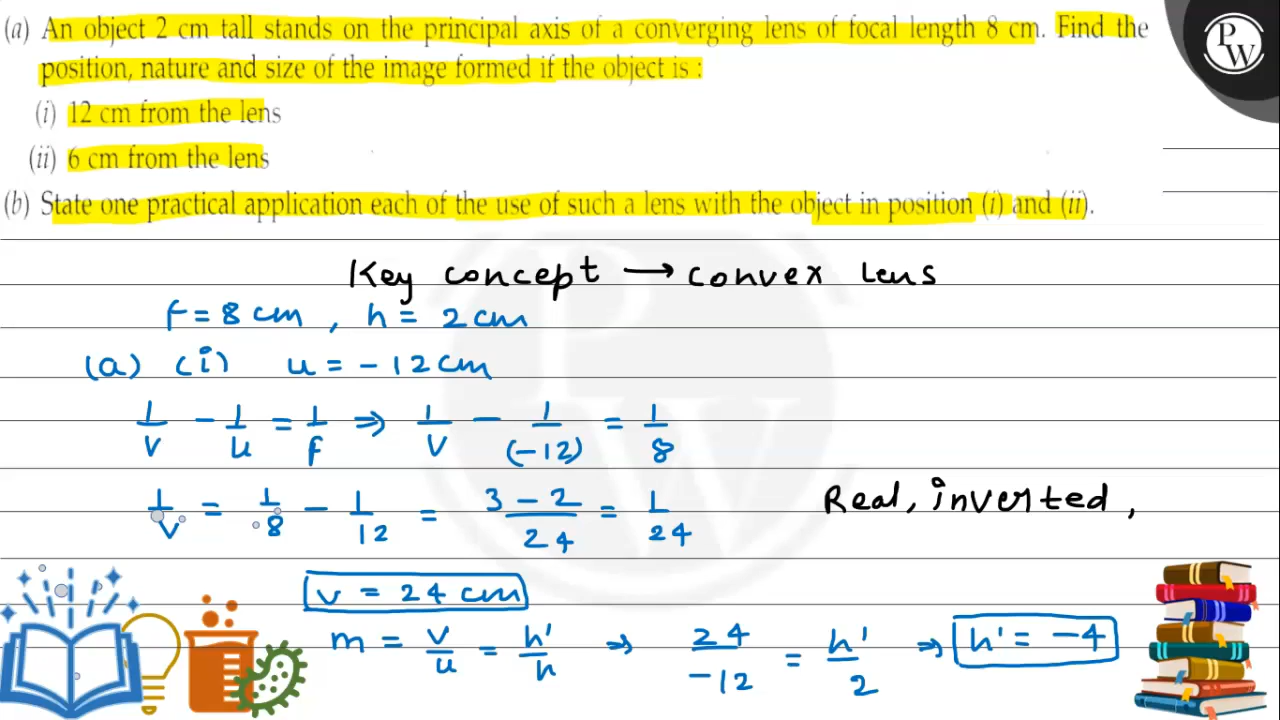 (a) An object 2 cm tall stands on the principal axis of a converging lens of focal length 8 cm. Find the
position, nature and size of the image formed if the object is :
(i) 12 cm from the lens
(ii) 6 cm from the lens
(b) State one practical application each of the use of such a lens with the object in position (i) and (ii).
PW
Key concept → convex lens
f = 8 cm , h = 2 cm
(a) (i) u = -12 cm
1/v - 1/u = 1/f ⇒ 1/v - 1/(-12) = 1/8
1/v = 1/8 - 1/12 = 3-2/24 = 1/24 Real, inverted,
v = 24 cm
m = v/u = h'/h → 24/-12 = h'/2 → h' = -4